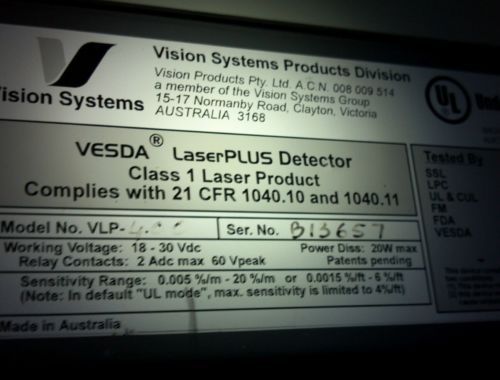 Vision Systems Products Division
Vision Products Pty. Ltd. A.C.N. 008 009 514
a member of the Vision Systems Group
15-17 Normanby Road, Clayton, Victoria
AUSTRALIA 3168
Vision Systems
UL
VESDA® LaserPLUS Detector
Class 1 Laser Product
Complies with 21 CFR 1040.10 and 1040.11
Tested By
SSL
LPC
UL & CUL
FM
FDA
VESDA
Model No. VLP-400 Ser. No. B13657
Working Voltage: 18 - 30 Vdc Power Diss: 20W max
Relay Contacts: 2 Adc max 60 Vpeak Patents pending
Sensitivity Range: 0.005 %/m - 20 %/m or 0.0015 %/ft - 6 %/ft
(Note: In default "UL mode", max. sensitivity is limited to 4%/ft)
Made in Australia